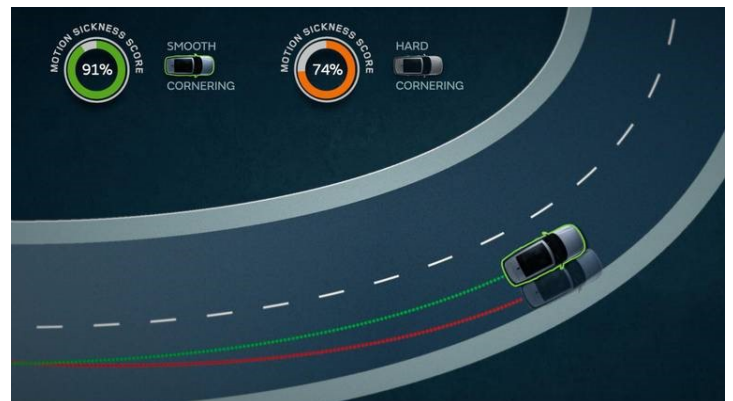 MOTION SICKNESS SCORE
91%
SMOOTH
CORNERING
MOTION SICKNESS SCORE
74%
HARD
CORNERING